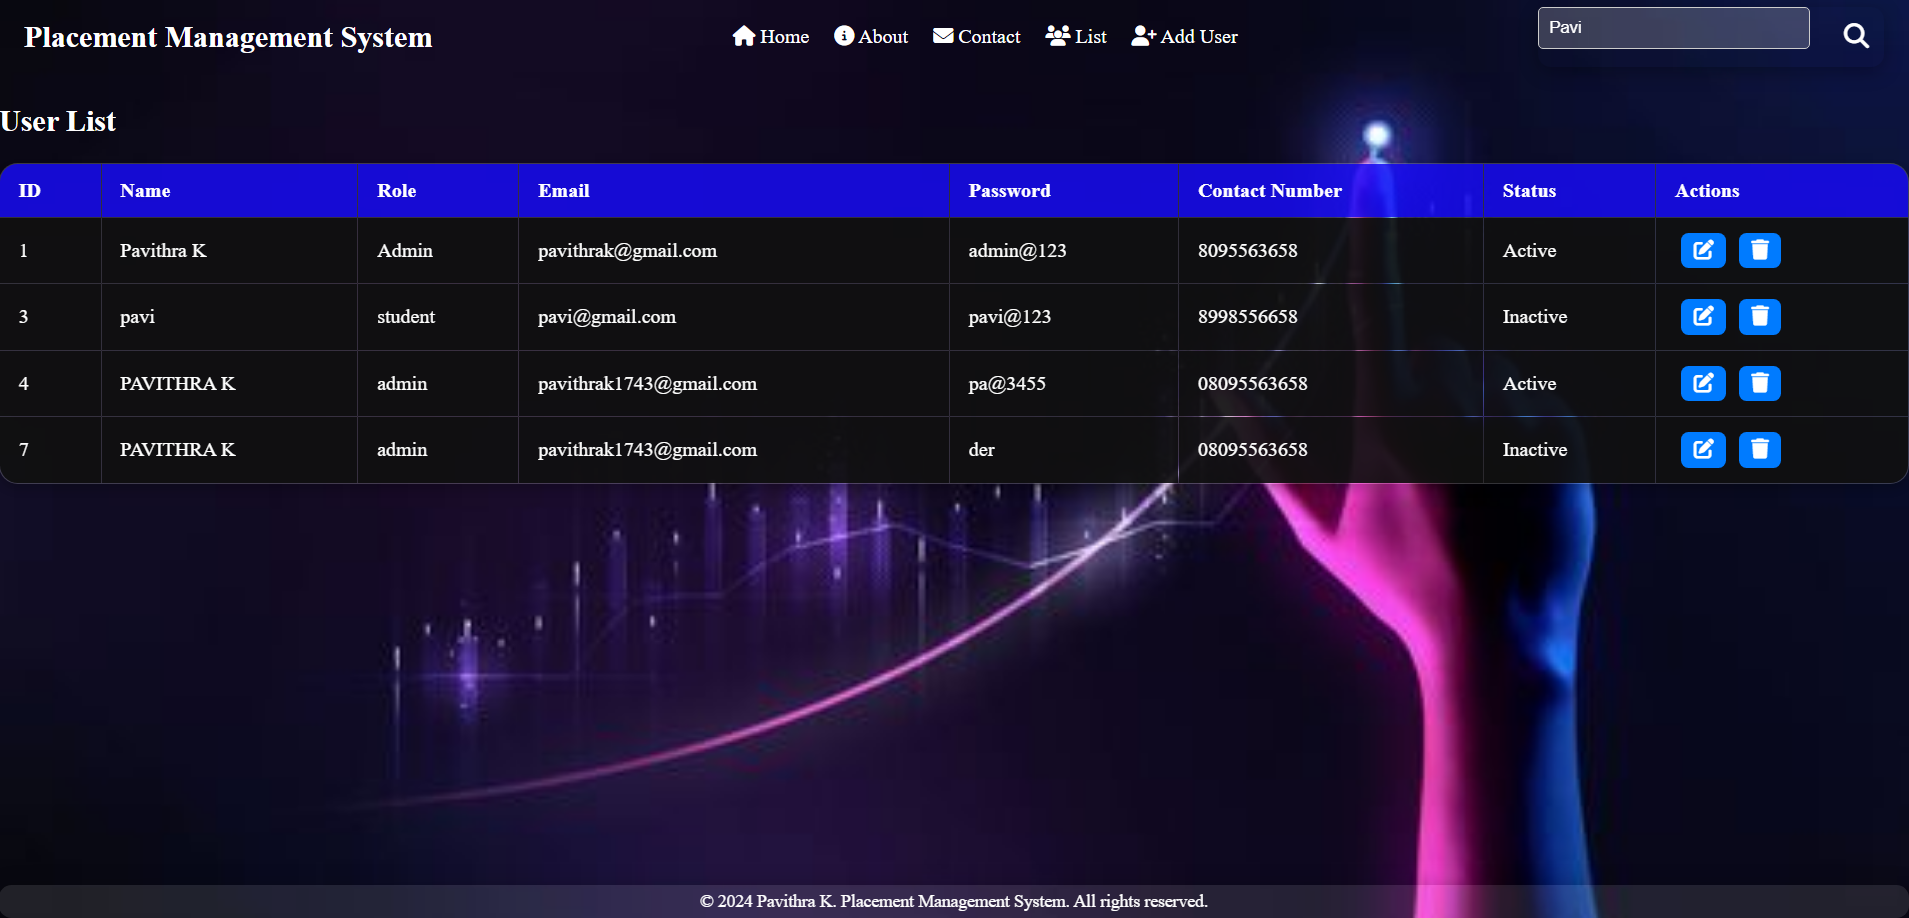 Placement Management System
Home About Contact List Add User
Pavi
User List
ID Name Role Email Password Contact Number Status Actions
1 Pavithra K Admin pavithrak@gmail.com admin@123 8095563658 Active
3 pavi student pavi@gmail.com pavi@123 8998556658 Inactive
4 PAVITHRA K admin pavithrak1743@gmail.com pa@3455 08095563658 Active
7 PAVITHRA K admin pavithrak1743@gmail.com der 08095563658 Inactive
© 2024 Pavithra K. Placement Management System. All rights reserved.